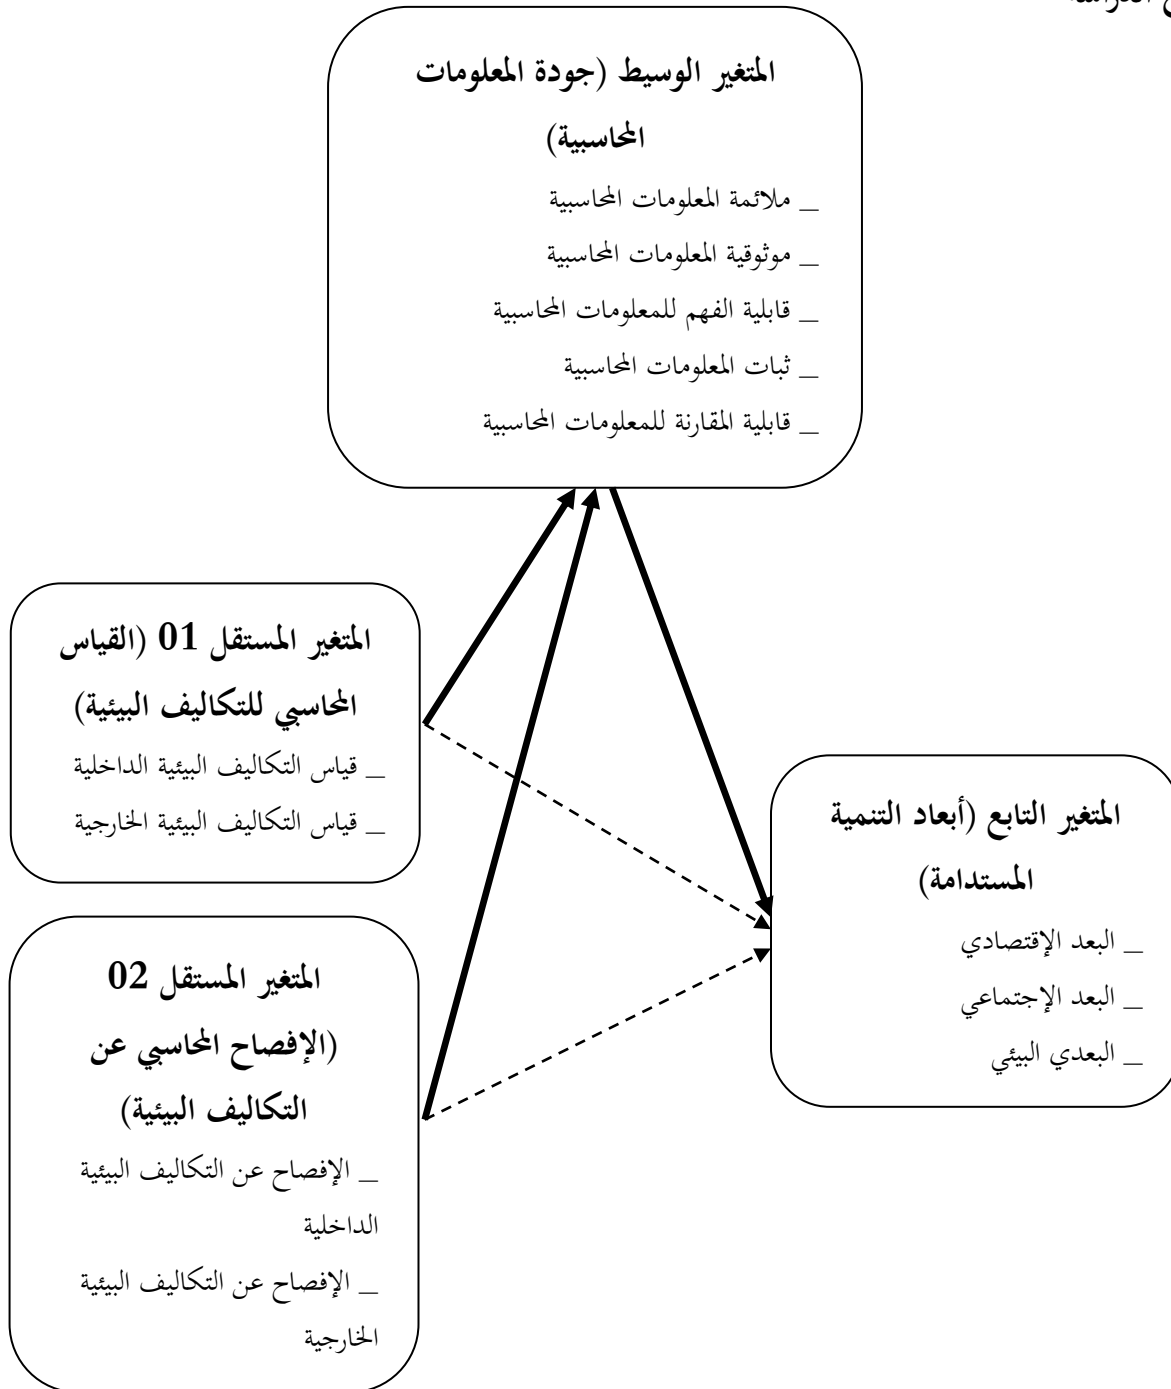 المتغير الوسيط (جودة المعلومات
المحاسبية)
_ ملائمة المعلومات المحاسبية
_ موثوقية المعلومات المحاسبية
_ قابلية الفهم للمعلومات المحاسبية
_ ثبات المعلومات المحاسبية
_ قابلية المقارنة للمعلومات المحاسبية
المتغير المستقل 01 (القياس
المحاسبي للتكاليف البيئية)
_ قياس التكاليف البيئية الداخلية
_ قياس التكاليف البيئية الخارجية
المتغير التابع (أبعاد التنمية
المستدامة)
_ البعد الإقتصادي
_ البعد الإجتماعي
_ البعدي البيئي
المتغير المستقل 02
(الإفصاح المحاسبي عن
التكاليف البيئية)
_ الإفصاح عن التكاليف البيئية
الداخلية
_ الإفصاح عن التكاليف البيئية
الخارجية